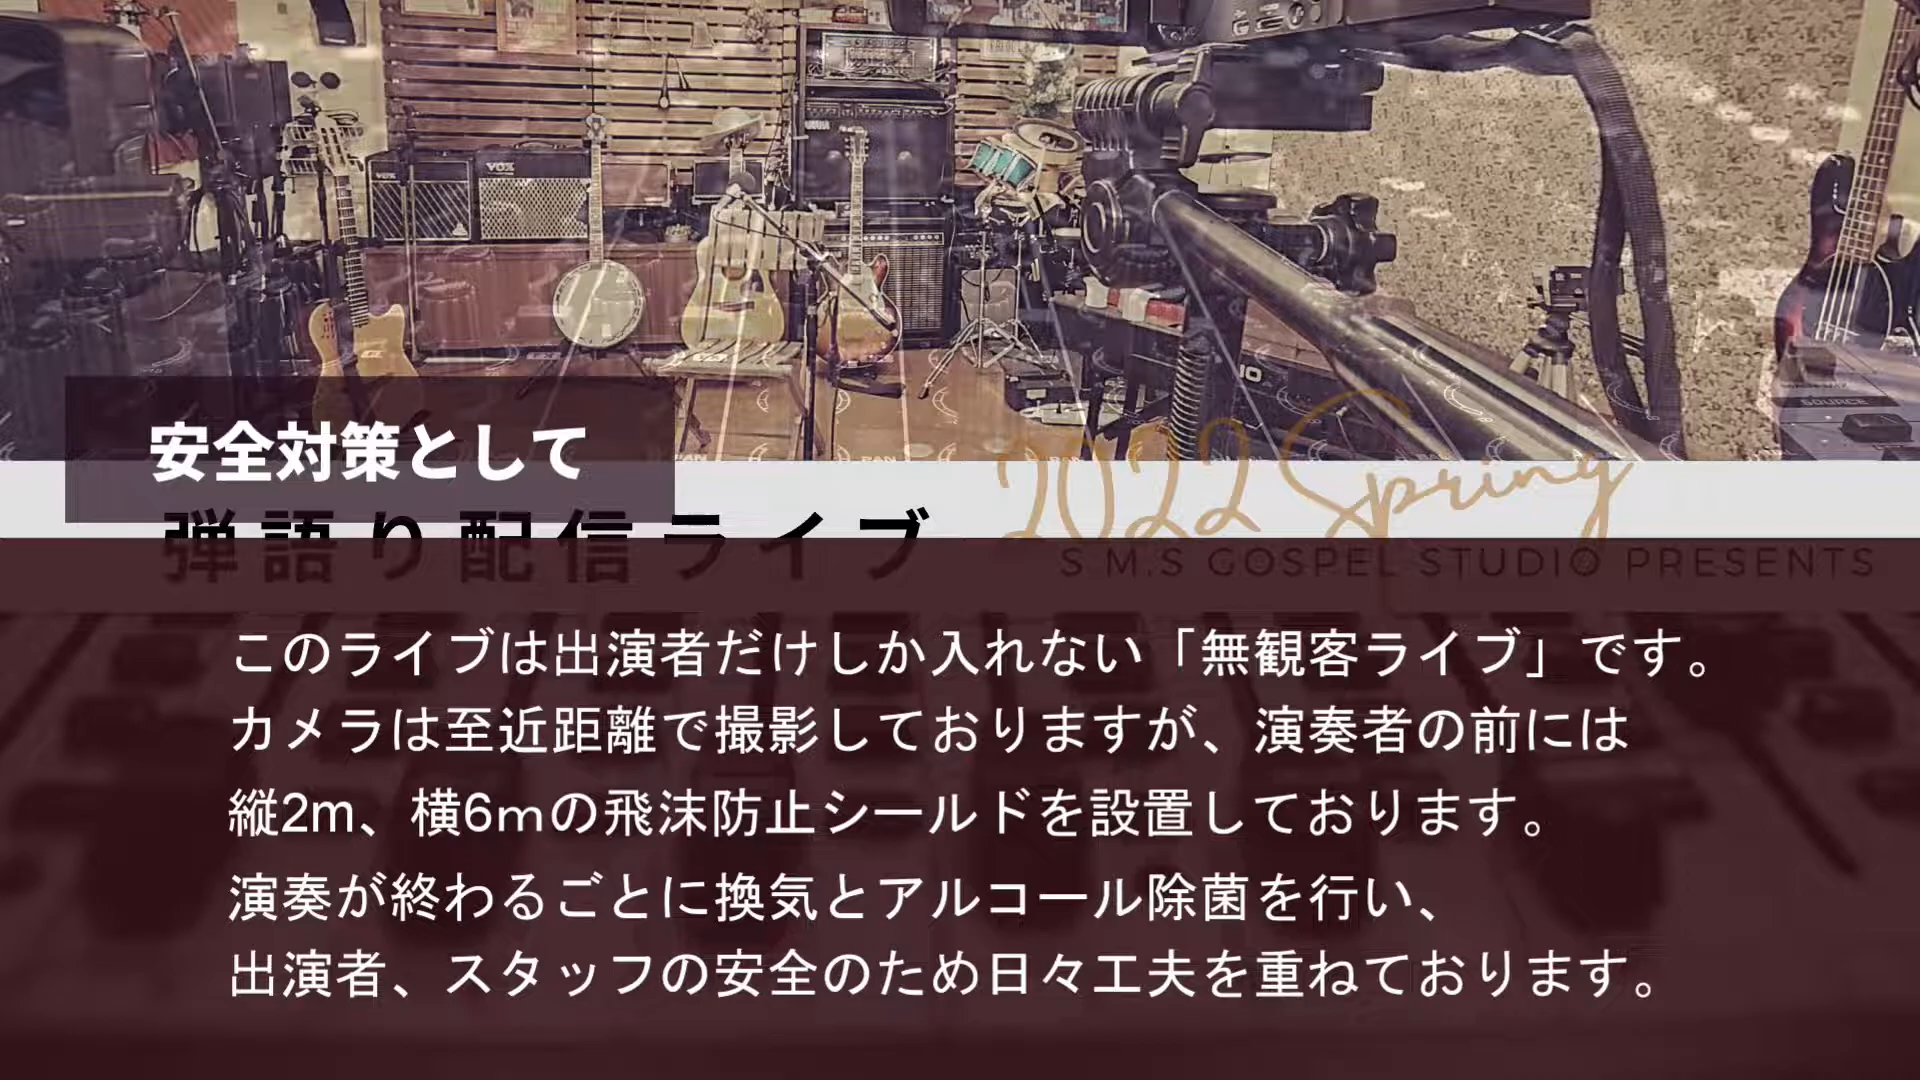 VOX
VOX
YAMAHA
SOURCE
安全対策として
2022 Spring
弾語り配信ライブ
S.M.S GOSPEL STUDIO PRESENTS
このライブは出演者だけしか入れない「無観客ライブ」です。
カメラは至近距離で撮影しておりますが、演奏者の前には
縦2m、横6ｍの飛沫防止シールドを設置しております。
演奏が終わるごとに換気とアルコール除菌を行い、
出演者、スタッフの安全のため日々工夫を重ねております。